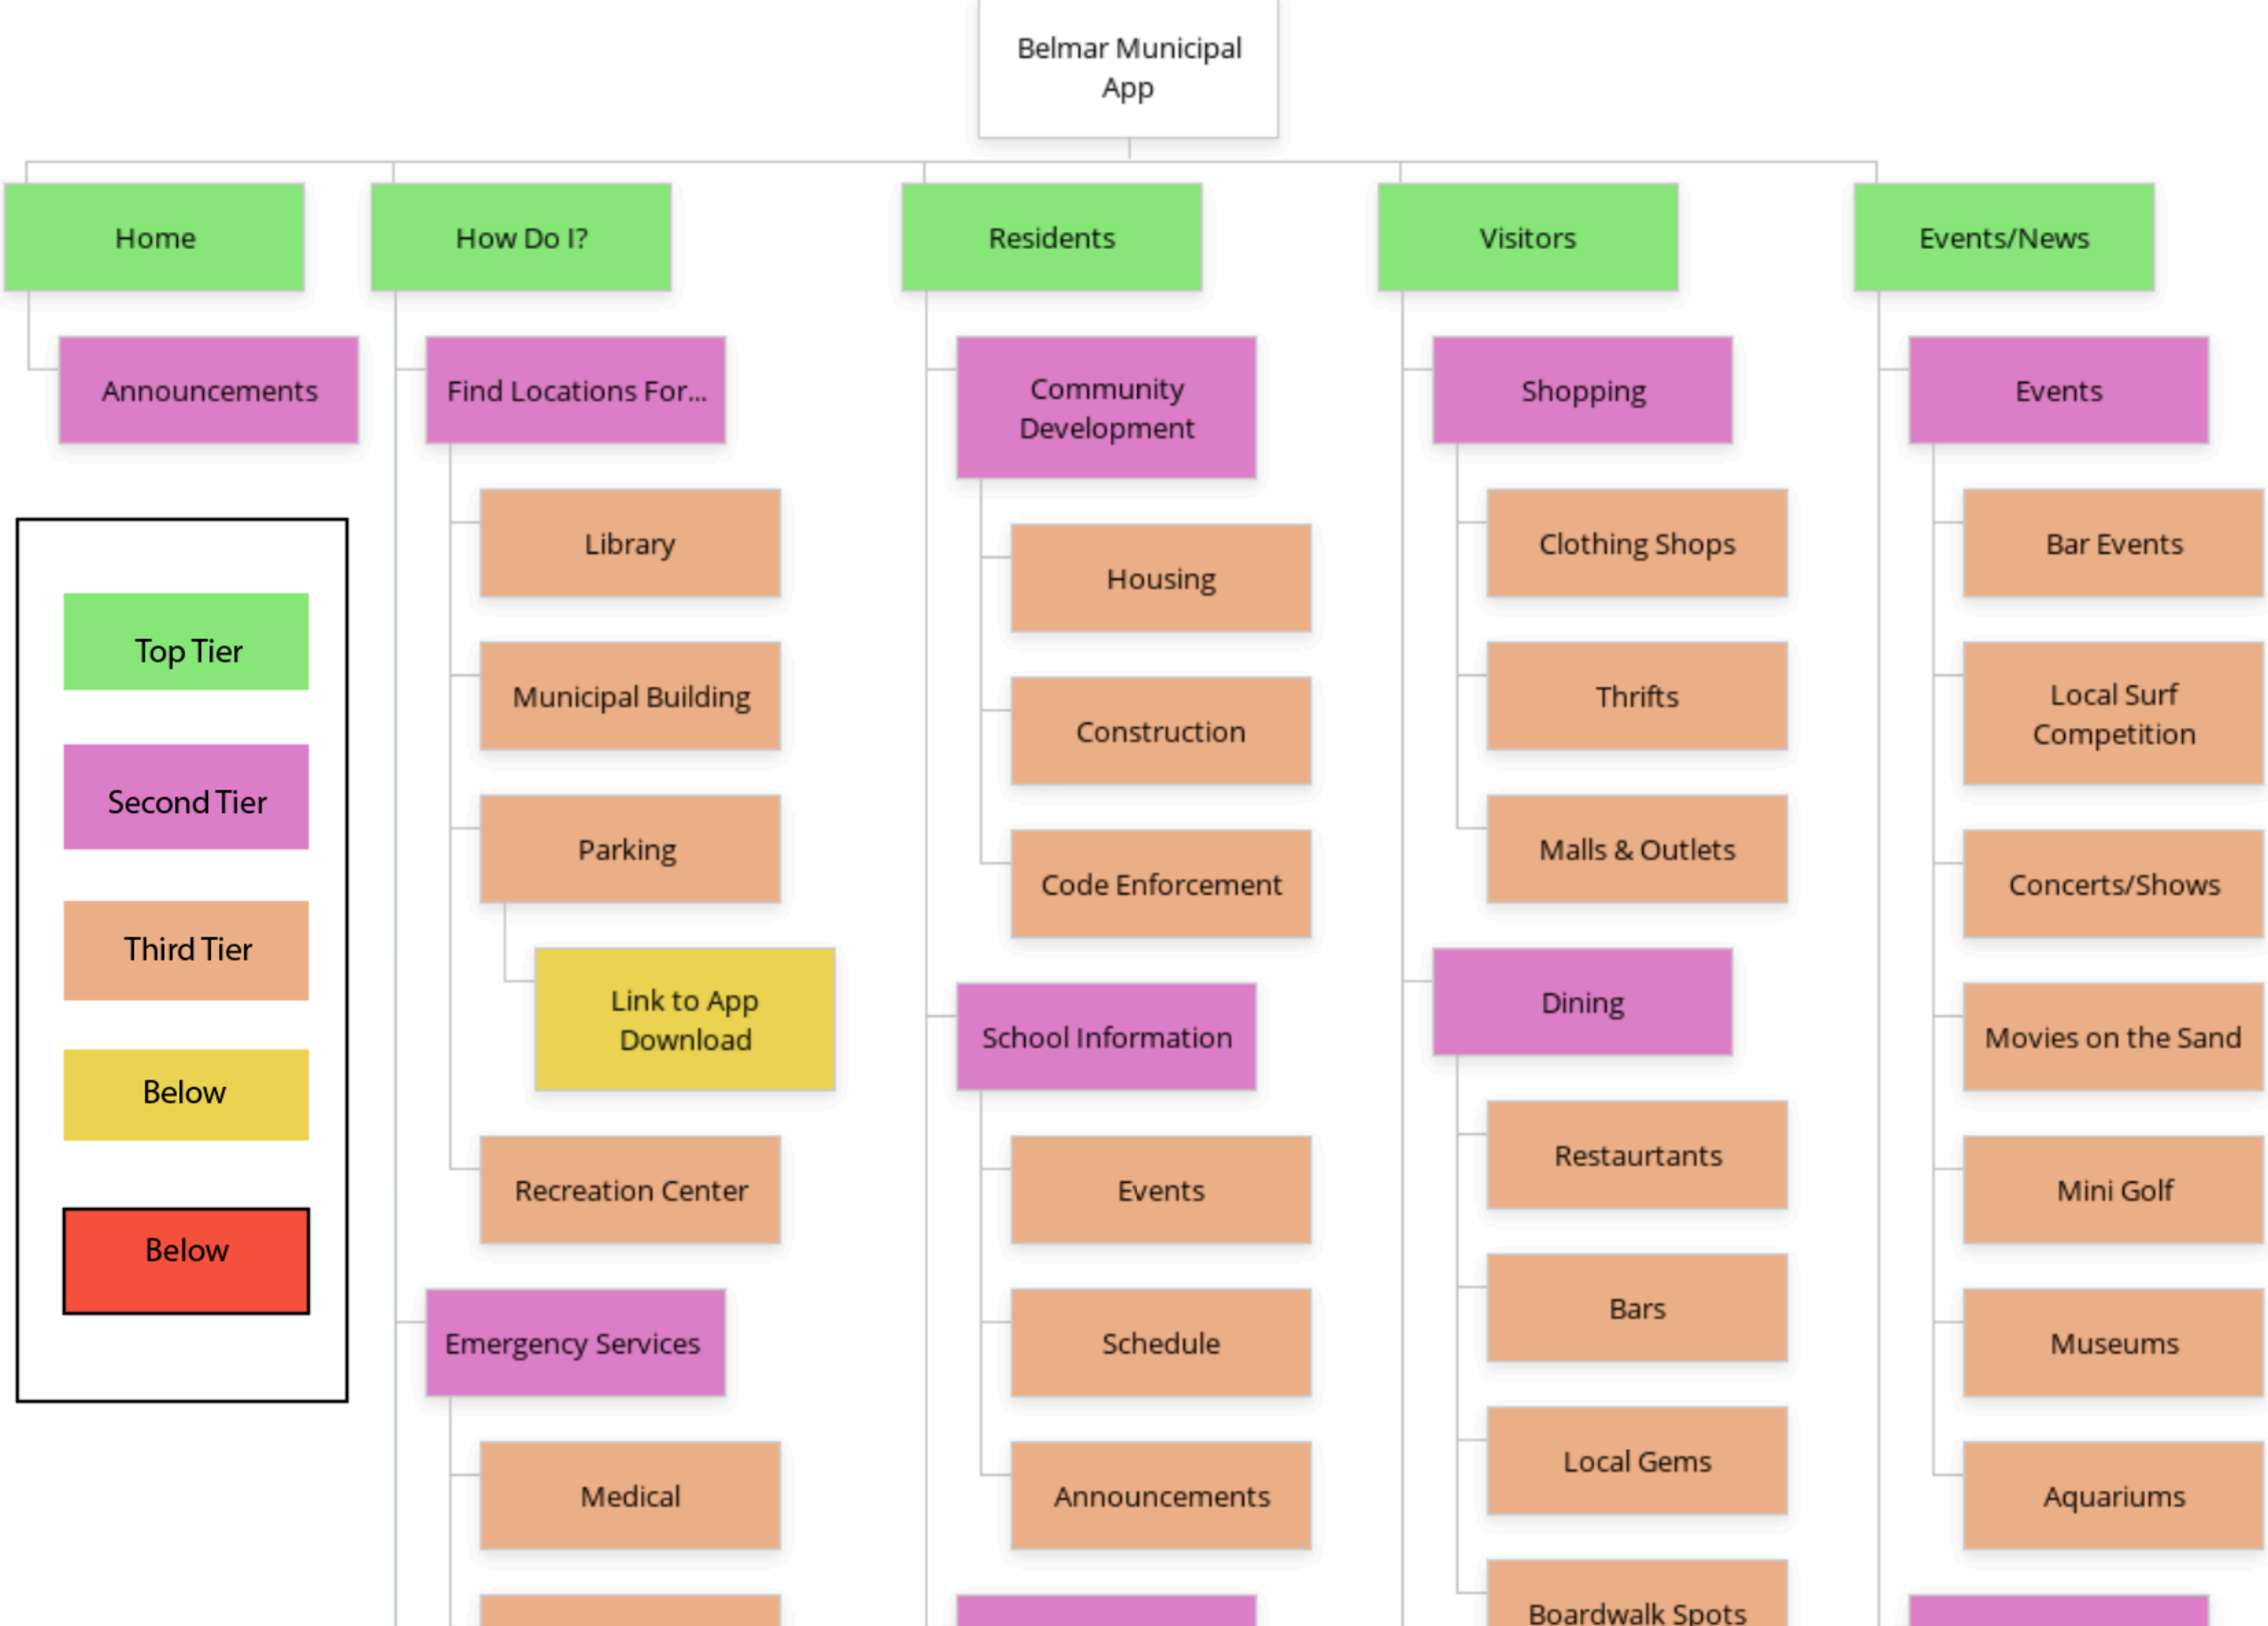 Belmar Municipal
App
Home
Announcements
Top Tier
Second Tier
Third Tier
Below
Below
How Do I?
Find Locations For...
Library
Municipal Building
Parking
Link to App
Download
Recreation Center
Emergency Services
Medical
Residents
Community
Development
Housing
Construction
Code Enforcement
School Information
Events
Schedule
Announcements
Visitors
Shopping
Clothing Shops
Thrifts
Malls & Outlets
Dining
Restaurtants
Bars
Local Gems
Boardwalk Spots
Events/News
Events
Bar Events
Local Surf
Competition
Concerts/Shows
Movies on the Sand
Mini Golf
Museums
Aquariums